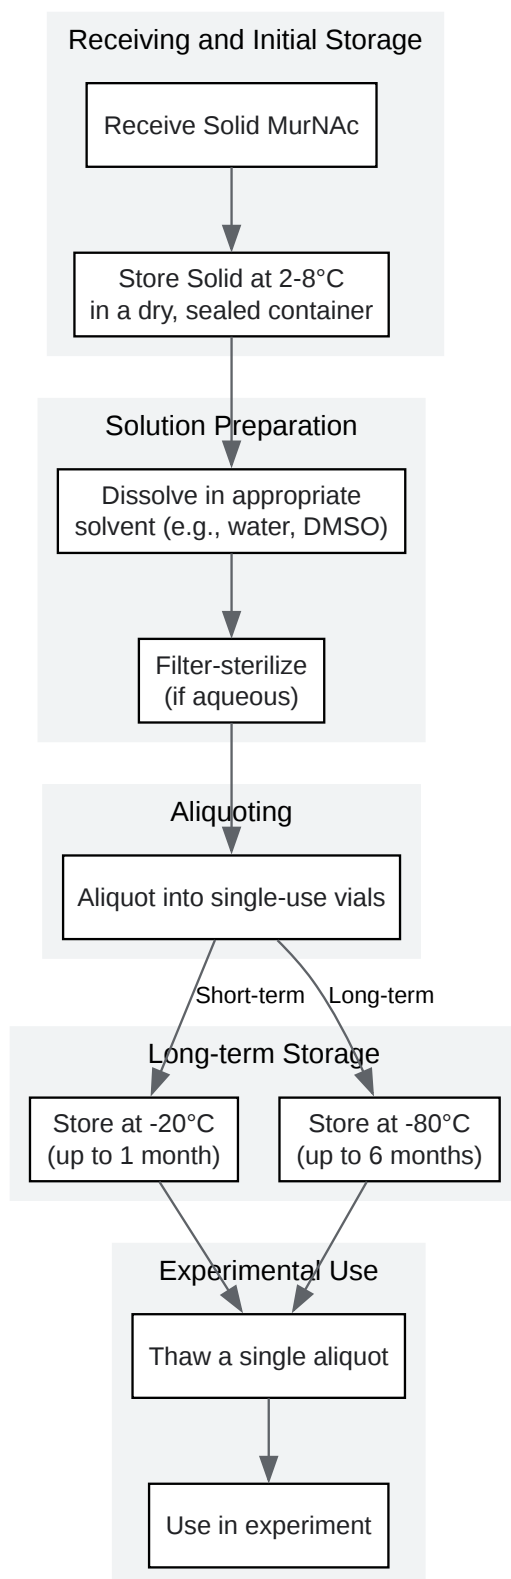 Receiving and Initial Storage
Receive Solid MurNAc
Store Solid at 2-8°C
in a dry, sealed container
Solution Preparation
Dissolve in appropriate
solvent (e.g., water, DMSO)
Filter-sterilize
(if aqueous)
Aliquoting
Aliquot into single-use vials
Short-term
Long-term
Long-term Storage
Store at -20°C
(up to 1 month)
Store at -80°C
(up to 6 months)
Experimental Use
Thaw a single aliquot
Use in experiment